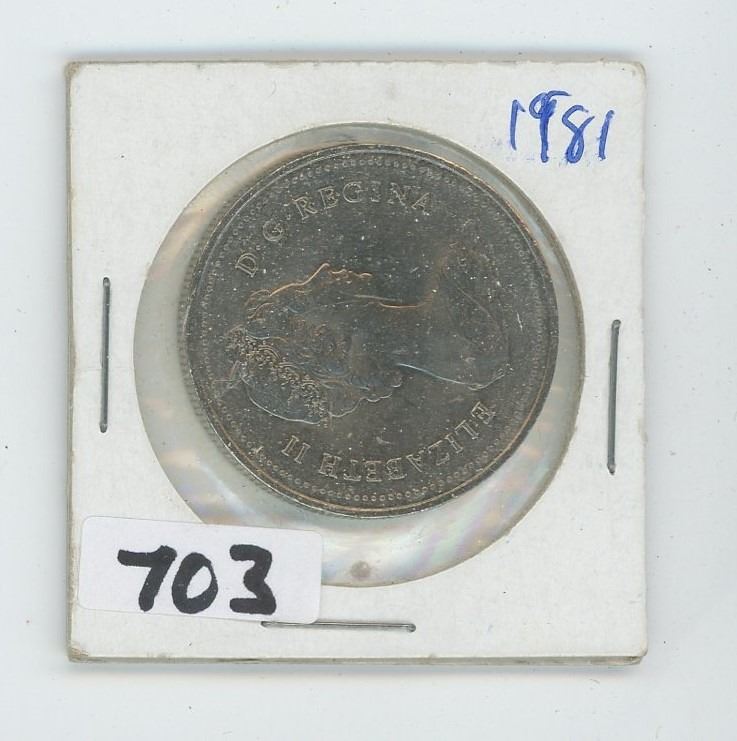 1981
D·G·REGINA
ELIZABETH II
703